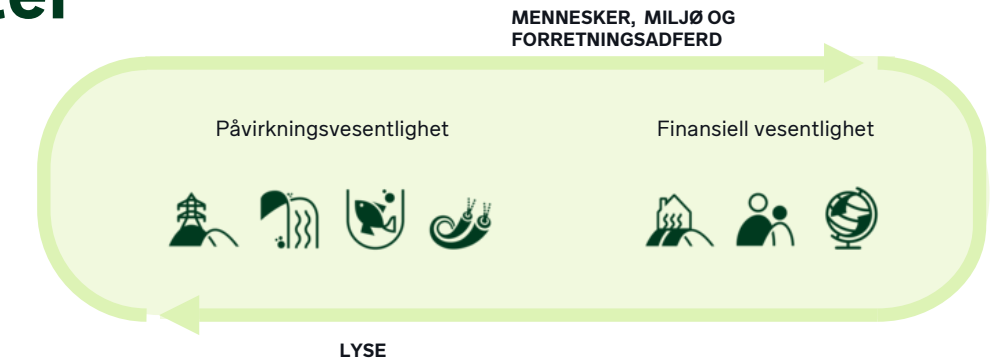 MENNESKER, MILJØ OG
FORRETNINGSADFERD
Påvirkningsvesentlighet
Finansiell vesentlighet
LYSE